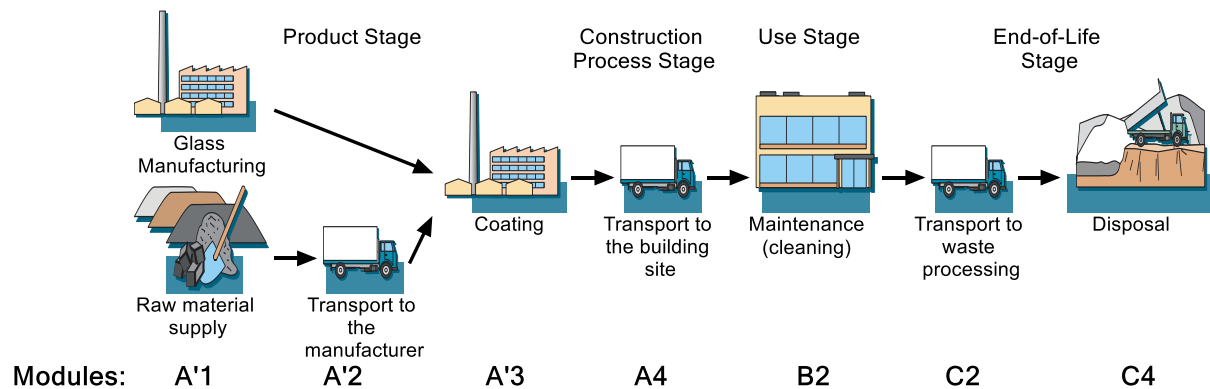 Product Stage
Construction
Process Stage
Use Stage
End-of-Life
Stage
Glass
Manufacturing
Raw material
supply
Transport to
the
manufacturer
Coating
Transport to
the building
site
Maintenance
(cleaning)
Transport to
waste
processing
Disposal
Modules: A'1 A'2 A'3 A4 B2 C2 C4